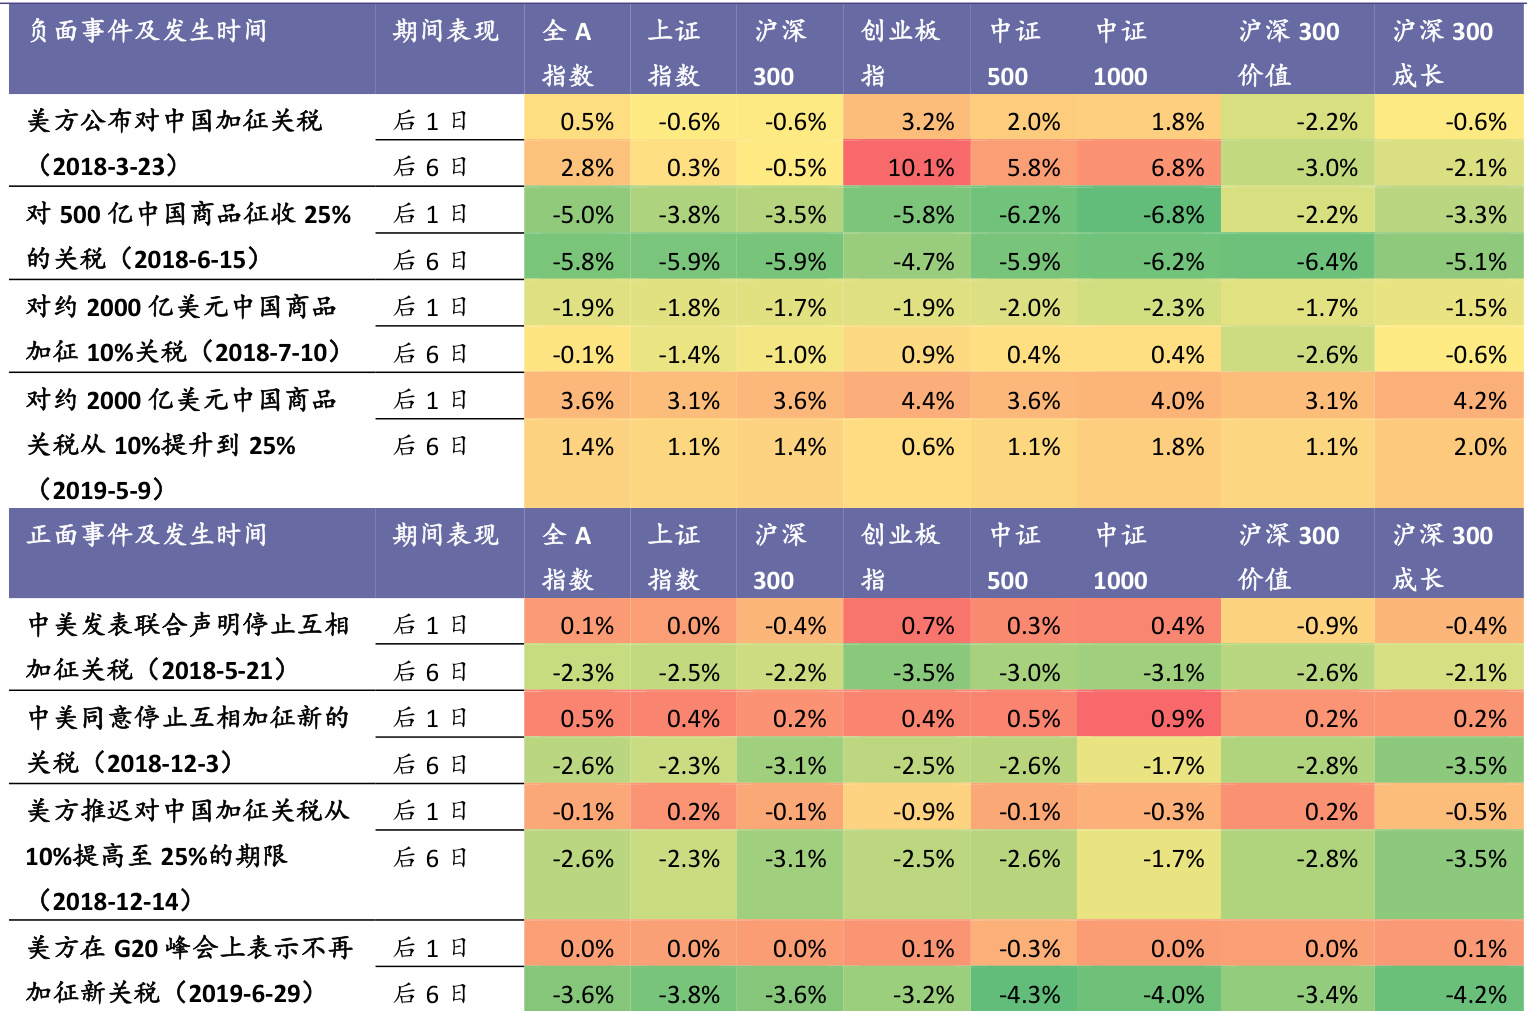 负面事件及发生时间 期间表现 全 A 上证 沪深 创业板 中证 中证 沪深 300 沪深 300
指数 指数 300 指 500 1000 价值 成长
美方公布对中国加征关税 后 1 日 0.5% -0.6% -0.6% 3.2% 2.0% 1.8% -2.2% -0.6%
（2018-3-23） 后 6 日 2.8% 0.3% -0.5% 10.1% 5.8% 6.8% -3.0% -2.1%
对 500 亿中国商品征收 25% 后 1 日 -5.0% -3.8% -3.5% -5.8% -6.2% -6.8% -2.2% -3.3%
的关税（2018-6-15） 后 6 日 -5.8% -5.9% -5.9% -4.7% -5.9% -6.2% -6.4% -5.1%
对约 2000 亿美元中国商品 后 1 日 -1.9% -1.8% -1.7% -1.9% -2.0% -2.3% -1.7% -1.5%
加征 10%关税（2018-7-10） 后 6 日 -0.1% -1.4% -1.0% 0.9% 0.4% 0.4% -2.6% -0.6%
对约 2000 亿美元中国商品 后 1 日 3.6% 3.1% 3.6% 4.4% 3.6% 4.0% 3.1% 4.2%
关税从 10%提升到 25% 后 6 日 1.4% 1.1% 1.4% 0.6% 1.1% 1.8% 1.1% 2.0%
（2019-5-9）
正面事件及发生时间 期间表现 全 A 上证 沪深 创业板 中证 中证 沪深 300 沪深 300
指数 指数 300 指 500 1000 价值 成长
中美发表联合声明停止互相 后 1 日 0.1% 0.0% -0.4% 0.7% 0.3% 0.4% -0.9% -0.4%
加征关税（2018-5-21） 后 6 日 -2.3% -2.5% -2.2% -3.5% -3.0% -3.1% -2.6% -2.1%
中美同意停止互相加征新的 后 1 日 0.5% 0.4% 0.2% 0.4% 0.5% 0.9% 0.2% 0.2%
关税（2018-12-3） 后 6 日 -2.6% -2.3% -3.1% -2.5% -2.6% -1.7% -2.8% -3.5%
美方推迟对中国加征关税从 后 1 日 -0.1% 0.2% -0.1% -0.9% -0.1% -0.3% 0.2% -0.5%
10%提高至 25%的期限 后 6 日 -2.6% -2.3% -3.1% -2.5% -2.6% -1.7% -2.8% -3.5%
（2018-12-14）
美方在 G20 峰会上表示不再 后 1 日 0.0% 0.0% 0.0% 0.1% -0.3% 0.0% 0.0% 0.1%
加征新关税（2019-6-29） 后 6 日 -3.6% -3.8% -3.6% -3.2% -4.3% -4.0% -3.4% -4.2%